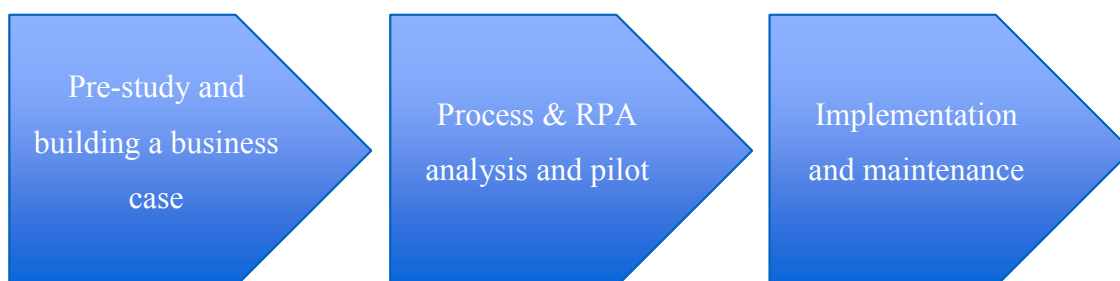 Pre-study and
building a business
case
Process & RPA
analysis and pilot
Implementation
and maintenance